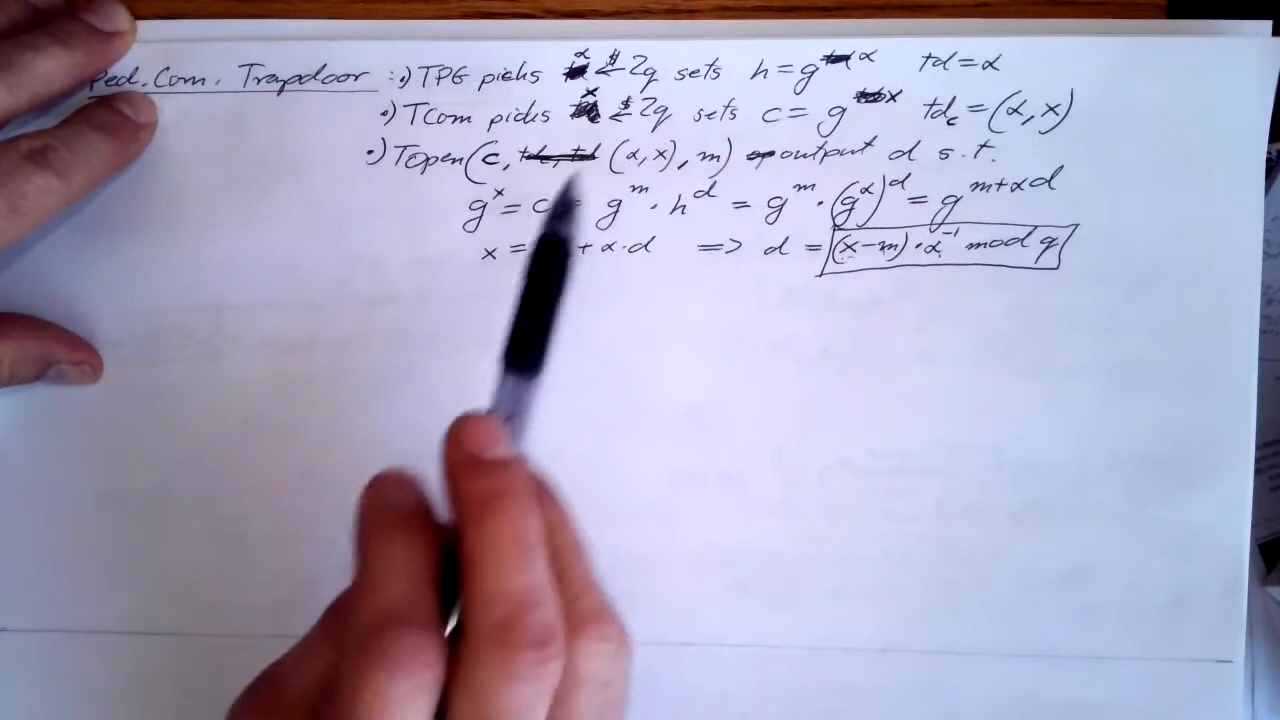 Ped. Com. Trapdoor :•) TPG picks α $← Zq sets h = g^α td = α
•) TCom picks x $← Zq sets c = g^x td_c = (α, x)
•) Topen(c, (α, x), m) output d s.t.
g^x = c = g^m · h^d = g^m · (g^α)^d = g^{m+αd}
x = + α·d => d = (x-m)·α^{-1} mod q